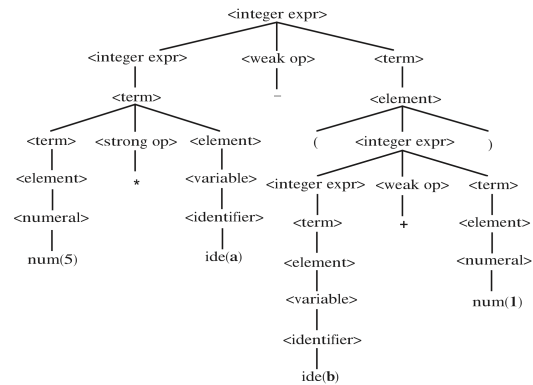 <integer expr>
<integer expr> <weak op> <term>
<term> – <element>
<term> <strong op> <element> ( <integer expr> )
<element> * <variable> <integer expr> <weak op> <term>
<numeral> <identifier> <term> + <element>
num(5) ide(a) <element> <numeral>
<variable> num(1)
<identifier>
ide(b)